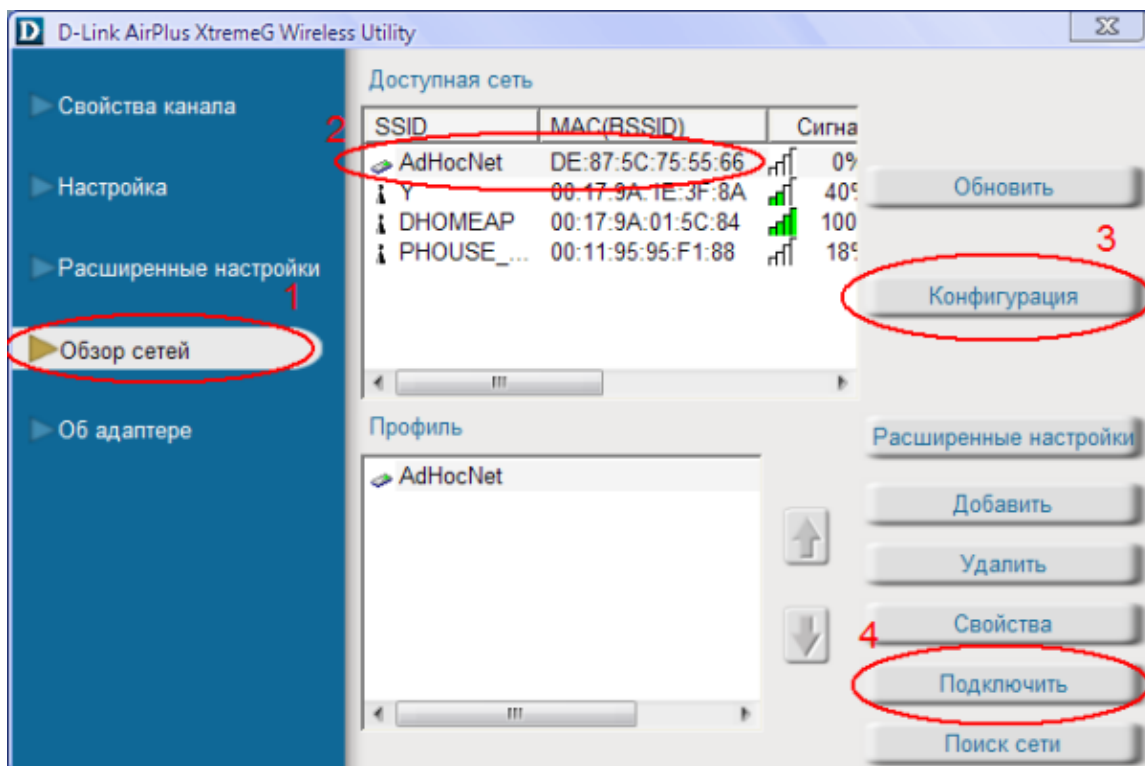 D-Link AirPlus XtremeG Wireless Utility
Свойства канала
Настройка
Расширенные настройки
1
Обзор сетей
Об адаптере
Доступная сеть
2
SSID MAC(BSSID) Сигна
AdHocNet DE:87:5C:75:55:66 0%
Y 00:17:9A:1E:3F:8A 40%
DHOMEAP 00:17:9A:01:5C:84 100
PHOUSE_... 00:11:95:95:F1:88 18%
Обновить
3
Конфигурация
Профиль
AdHocNet
Расширенные настройки
Добавить
Удалить
Свойства
4
Подключить
Поиск сети